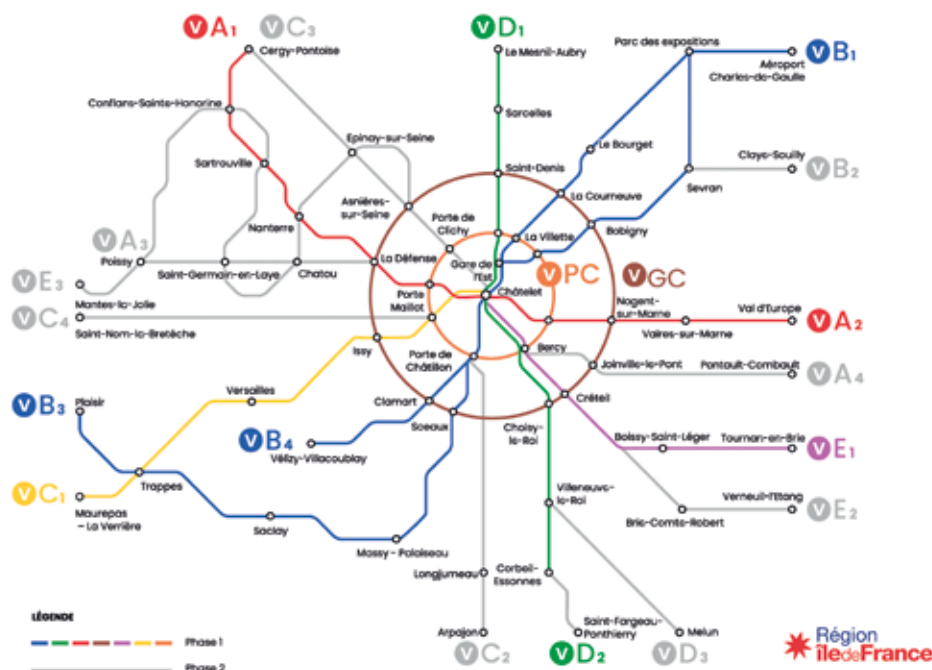 V A1
V C3
V D1
Cergy-Pontoise
Le Mesnil-Aubry
Parc des expositions
V B1
Aéroport
Charles-de-Gaulle
Conflans-Sainte-Honorine
Sarcelles
Epinay-sur-Seine
Le Bourget
Sartrouville
Saint-Denis
Claye-Souilly
V B2
Sevran
Asnières-
sur-Seine
La Courneuve
Nanterre
Porte de
Clichy
La Villette
Bobigny
V A3
Poissy
Saint-Germain-en-Laye
Chatou
La Défense
Gare de
l'Est
V PC
V GC
V E3
Mantes-la-Jolie
Porte
Maillot
Châtelet
Nogent-
sur-Marne
Val d'Europe
V C4
Saint-Nom-la-Bretèche
Vaires-sur-Marne
V A2
Issy
Bercy
Porte de
Châtillon
Joinville-le-Pont
Pontault-Combault
V A4
Versailles
Clamart
Créteil
V B3
Plaisir
Sceaux
Choisy-
le-Roi
V B4
Vélizy-Villacoublay
Boissy-Saint-Léger
Tournan-en-Brie
V E1
V C1
Trappes
Maurepas
– La Verrière
Villeneuve-
le-Roi
Verneuil-l'Etang
V E2
Brie-Comte-Robert
Saclay
Massy-Palaiseau
Longjumeau
Corbeil-
Essonnes
LÉGENDE
Phase 1
Phase 2
Arpajon
V C2
Saint-Fargeau-
Ponthierry
V D2
Melun
V D3
Région
îledeFrance